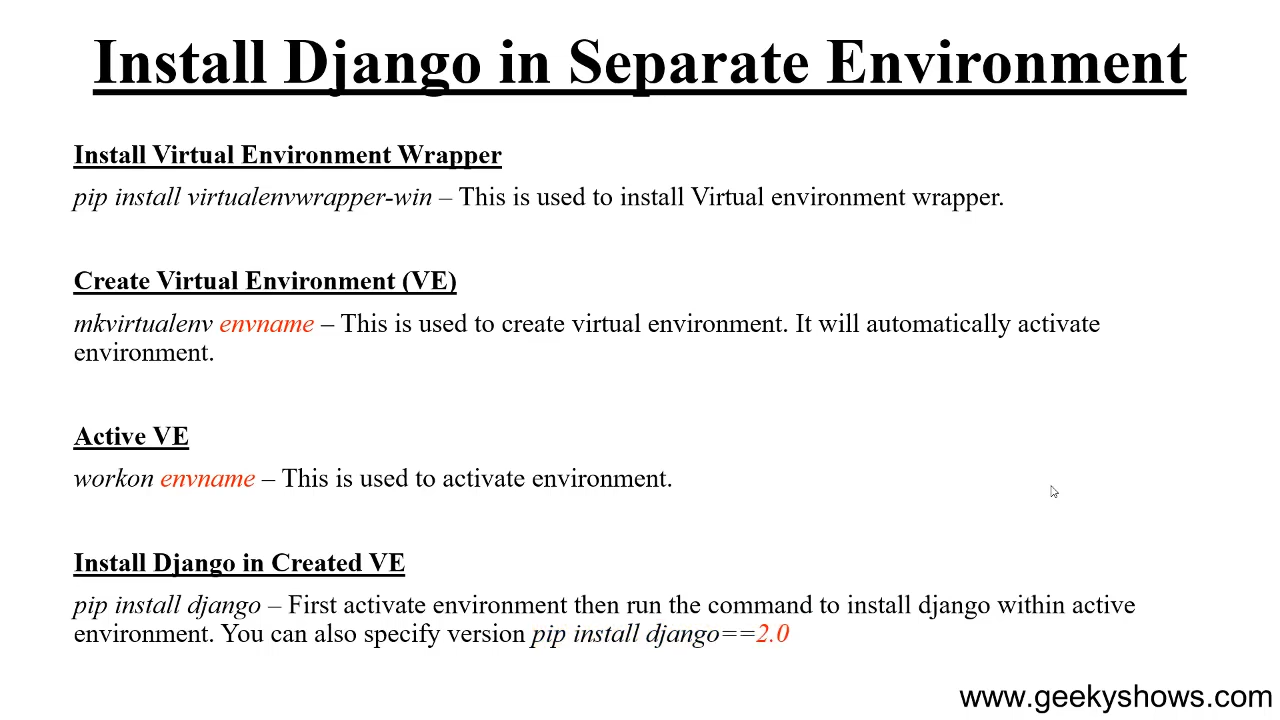 Install Django in Separate Environment
Install Virtual Environment Wrapper
pip install virtualenvwrapper-win – This is used to install Virtual environment wrapper.
Create Virtual Environment (VE)
mkvirtualenv envname – This is used to create virtual environment. It will automatically activate
environment.
Active VE
workon envname – This is used to activate environment.
Install Django in Created VE
pip install django – First activate environment then run the command to install django within active
environment. You can also specify version pip install django==2.0
www.geekyshows.com